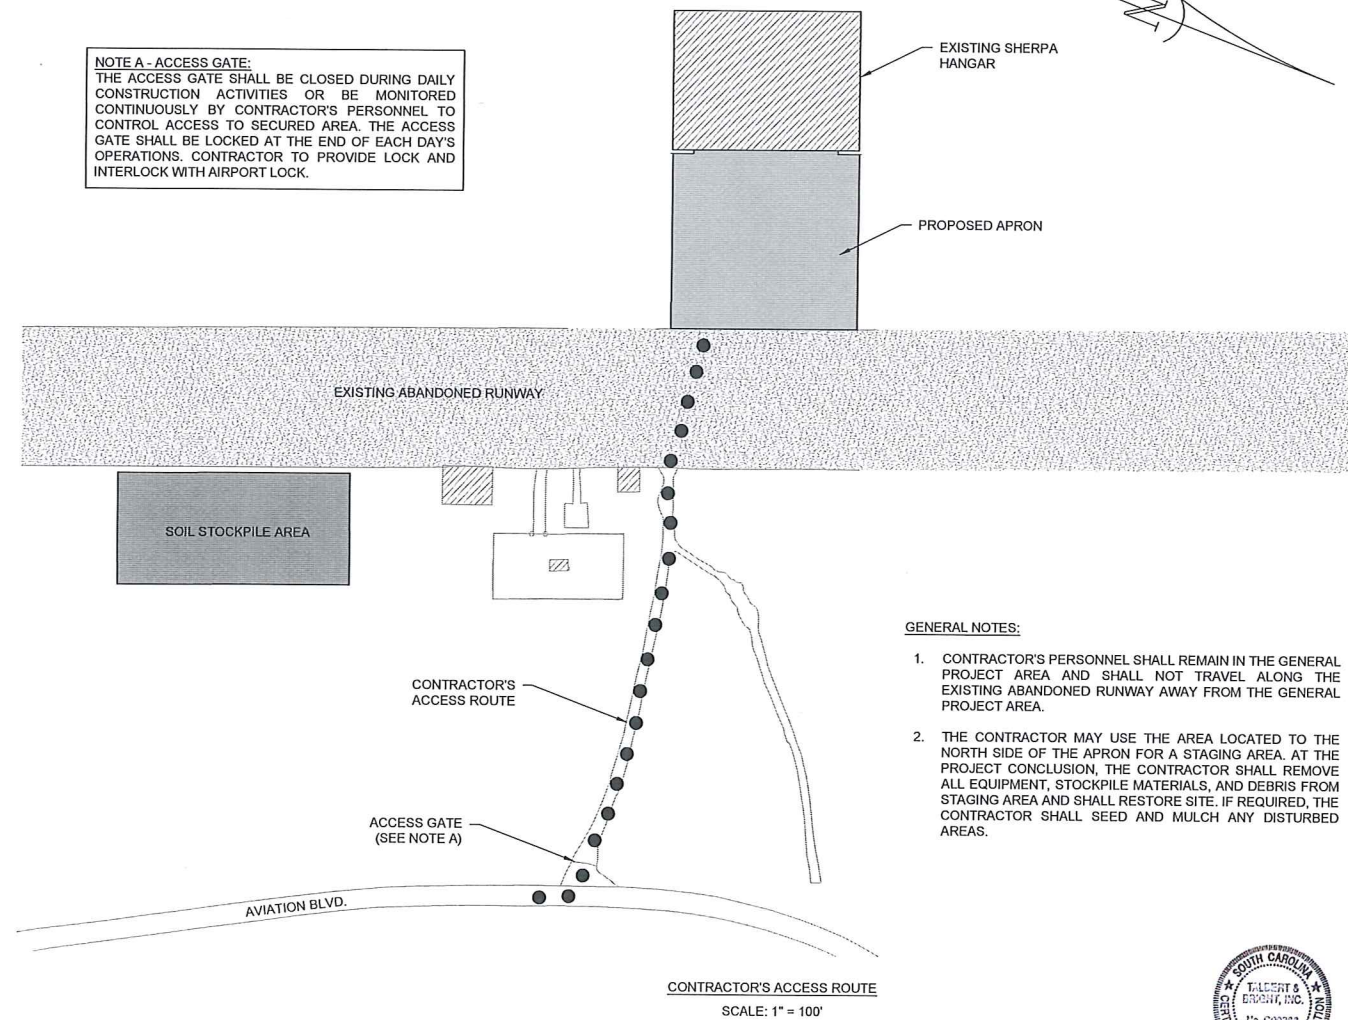 N
EXISTING SHERPA
HANGAR
NOTE A - ACCESS GATE:
THE ACCESS GATE SHALL BE CLOSED DURING DAILY
CONSTRUCTION ACTIVITIES OR BE MONITORED
CONTINUOUSLY BY CONTRACTOR'S PERSONNEL TO
CONTROL ACCESS TO SECURED AREA. THE ACCESS
GATE SHALL BE LOCKED AT THE END OF EACH DAY'S
OPERATIONS. CONTRACTOR TO PROVIDE LOCK AND
INTERLOCK WITH AIRPORT LOCK.
PROPOSED APRON
EXISTING ABANDONED RUNWAY
SOIL STOCKPILE AREA
CONTRACTOR'S
ACCESS ROUTE
ACCESS GATE
(SEE NOTE A)
AVIATION BLVD.
GENERAL NOTES:
1. CONTRACTOR'S PERSONNEL SHALL REMAIN IN THE GENERAL
PROJECT AREA AND SHALL NOT TRAVEL ALONG THE
EXISTING ABANDONED RUNWAY AWAY FROM THE GENERAL
PROJECT AREA.
2. THE CONTRACTOR MAY USE THE AREA LOCATED TO THE
NORTH SIDE OF THE APRON FOR A STAGING AREA. AT THE
PROJECT CONCLUSION, THE CONTRACTOR SHALL REMOVE
ALL EQUIPMENT, STOCKPILE MATERIALS, AND DEBRIS FROM
STAGING AREA AND SHALL RESTORE SITE. IF REQUIRED, THE
CONTRACTOR SHALL SEED AND MULCH ANY DISTURBED
AREAS.
CONTRACTOR'S ACCESS ROUTE
SCALE: 1" = 100'
SOUTH CAROLINA
TALBERT &
BRIGHT, INC.